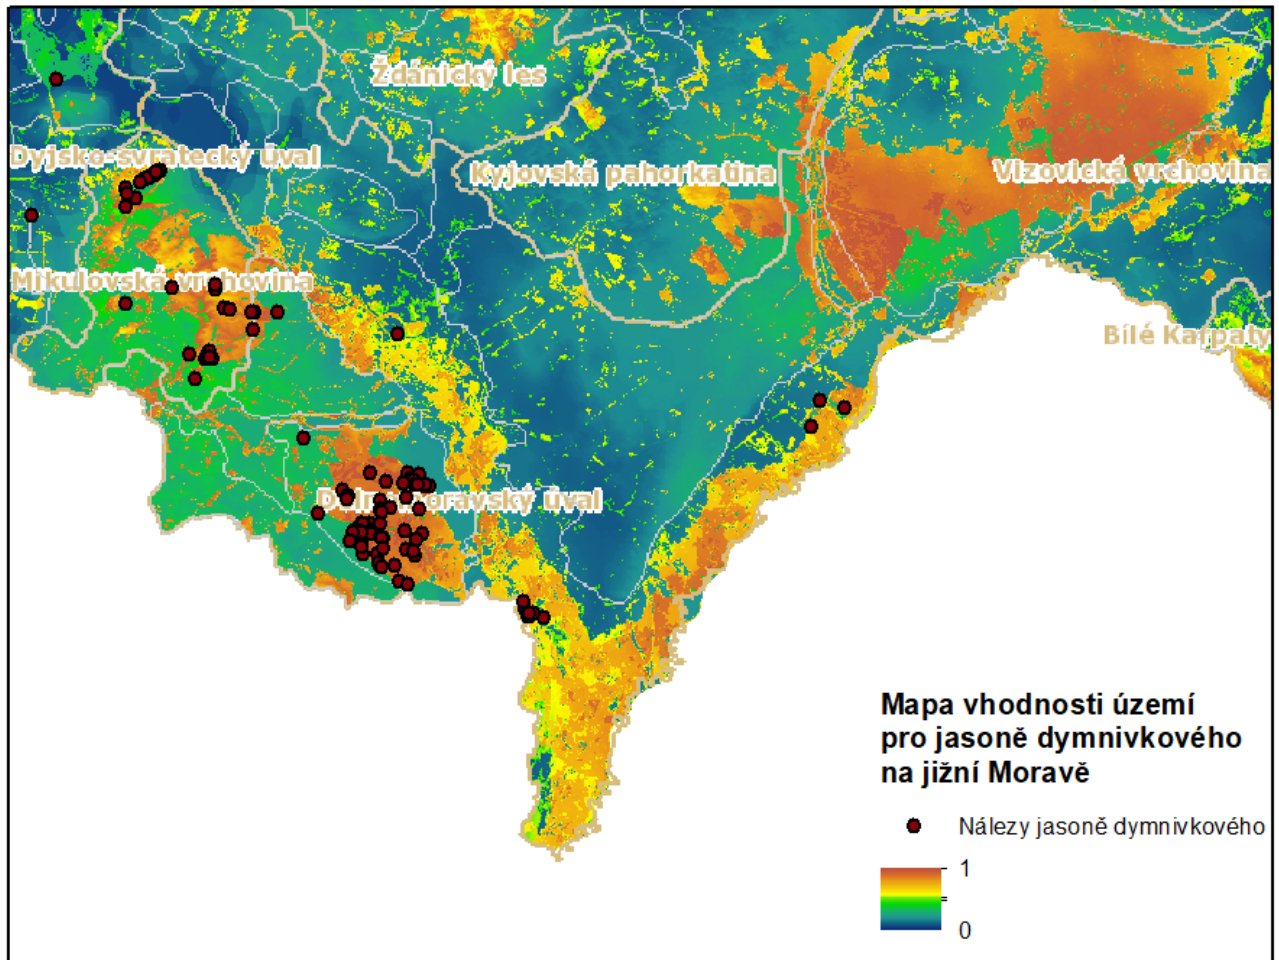 Ždánický les
Dyjsko-svratecký úval
Kyjovská pahorkatina
Vizovická vrchovina
Mikulovská vrchovina
Bílé Karpaty
Dolnomoravský úval
Mapa vhodnosti území
pro jasoně dymnivkového
na jižní Moravě
Nálezy jasoně dymnivkového
1
0